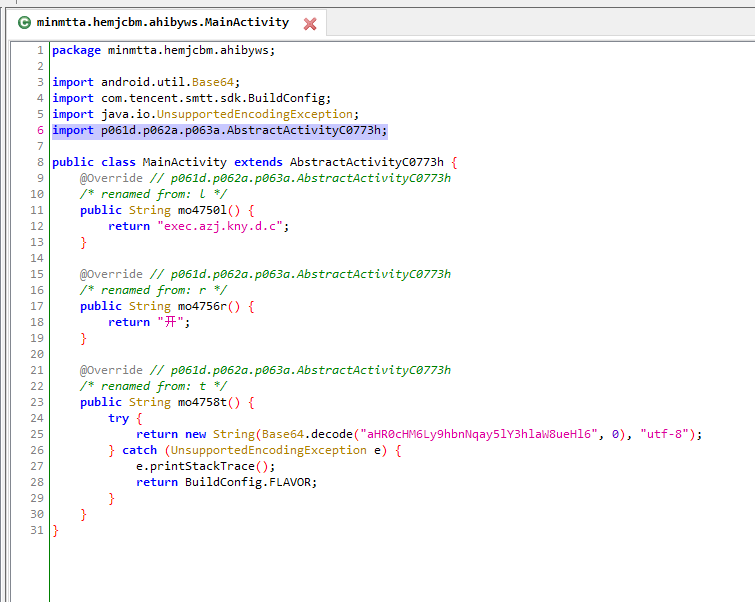 minmtta.hemjcbm.ahibyws.MainActivity
1 package minmtta.hemjcbm.ahibyws;
2
3 import android.util.Base64;
4 import com.tencent.smtt.sdk.BuildConfig;
5 import java.io.UnsupportedEncodingException;
6 import p061d.p062a.p063a.AbstractActivityC0773h;
7
8 public class MainActivity extends AbstractActivityC0773h {
9 @Override // p061d.p062a.p063a.AbstractActivityC0773h
10 /* renamed from: l */
11 public String mo4750l() {
12 return "exec.azj.kny.d.c";
13 }
14
15 @Override // p061d.p062a.p063a.AbstractActivityC0773h
16 /* renamed from: r */
17 public String mo4756r() {
18 return "开";
19 }
20
21 @Override // p061d.p062a.p063a.AbstractActivityC0773h
22 /* renamed from: t */
23 public String mo4758t() {
24 try {
25 return new String(Base64.decode("aHR0cHM6Ly9hbnNqay5lY3hlaW8ueHl6", 0), "utf-8");
26 } catch (UnsupportedEncodingException e) {
27 e.printStackTrace();
28 return BuildConfig.FLAVOR;
29 }
30 }
31 }